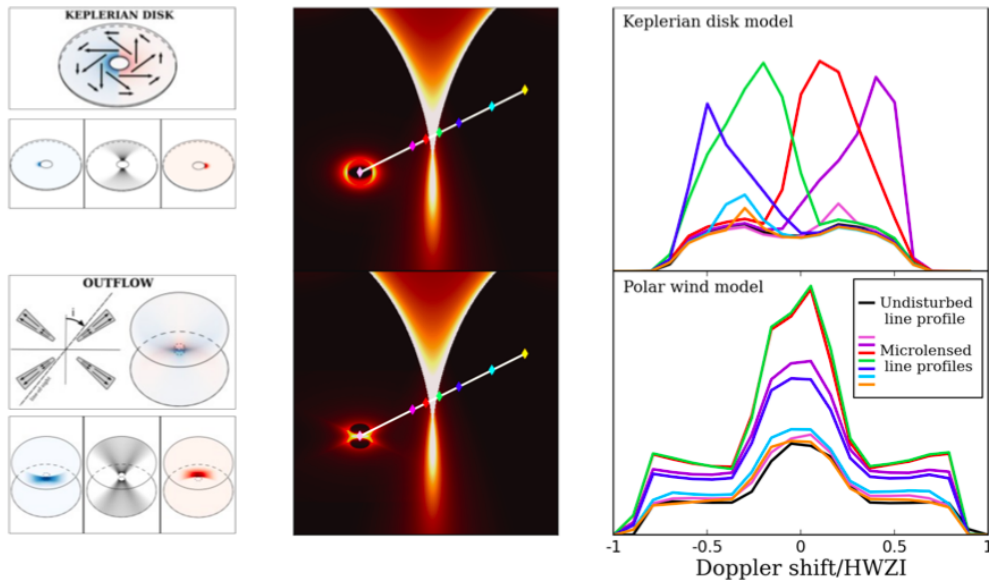 KEPLERIAN DISK
OUTFLOW
Keplerian disk model
Polar wind model
Undisturbed
line profile
Microlensed
line profiles
-1
-0.5
0
0.5
1
Doppler shift/HWZI